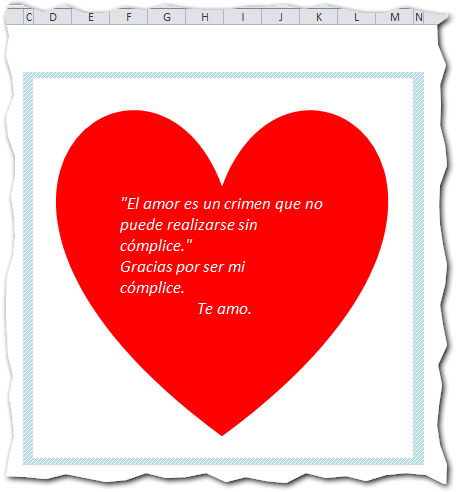 C D E F G H I J K L M N
"El amor es un crimen que no
puede realizarse sin
cómplice."
Gracias por ser mi
cómplice.
Te amo.